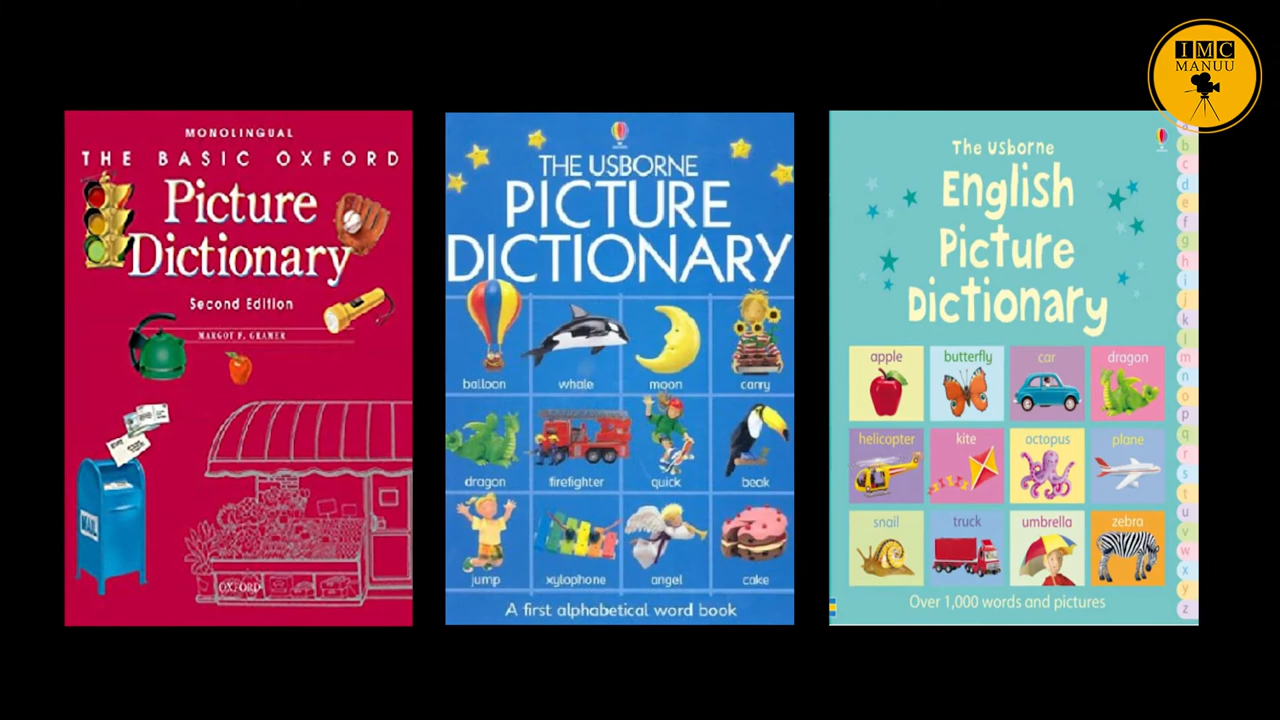 IMC
MANUU
MONOLINGUAL
THE BASIC OXFORD
Picture
Dictionary
Second Edition
MARGOT F. GRAMER
MAIL
OXFORD
THE USBORNE
PICTURE
DICTIONARY
balloon whale moon carry
dragon firefighter quick beak
jump xylophone angel cake
A first alphabetical word book
The Usborne
English
Picture
Dictionary
apple butterfly car dragon
helicopter kite octopus plane
snail truck umbrella zebra
Over 1,000 words and pictures
b
c
d
e
f
g
h
i
j
k
l
m
n
o
p
q
r
s
t
u
v
w
x
y
z